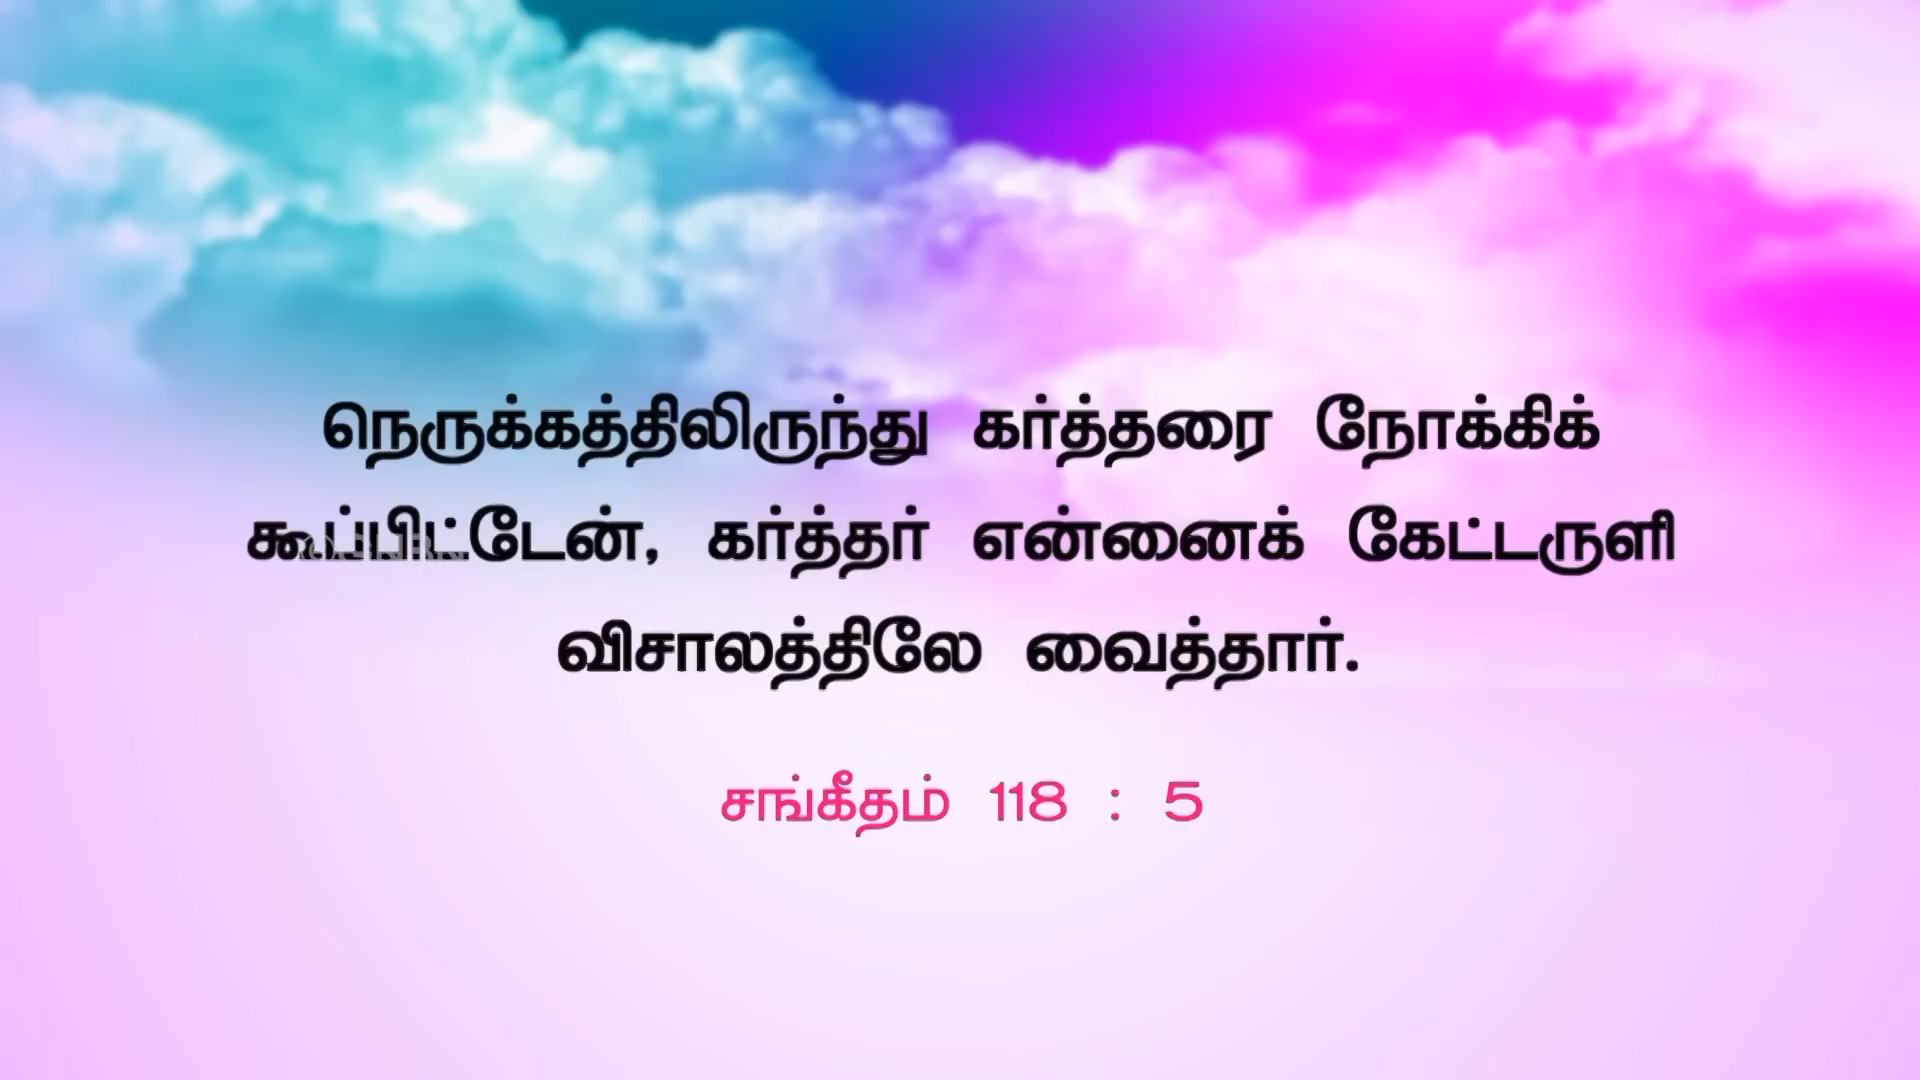 நெருக்கத்திலிருந்து கர்த்தரை நோக்கிக்
கூப்பிட்டேன், கர்த்தர் என்னைக் கேட்டருளி
விசாலத்திலே வைத்தார்.
சங்கீதம் 118 : 5